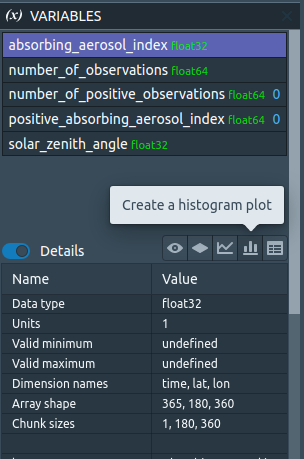 (x) VARIABLES
absorbing_aerosol_index float32
number_of_observations float64
number_of_positive_observations float64 0
positive_absorbing_aerosol_index float64 0
solar_zenith_angle float32
Create a histogram plot
Details
Name Value
Data type float32
Units 1
Valid minimum undefined
Valid maximum undefined
Dimension names time, lat, lon
Array shape 365, 180, 360
Chunk sizes 1, 180, 360